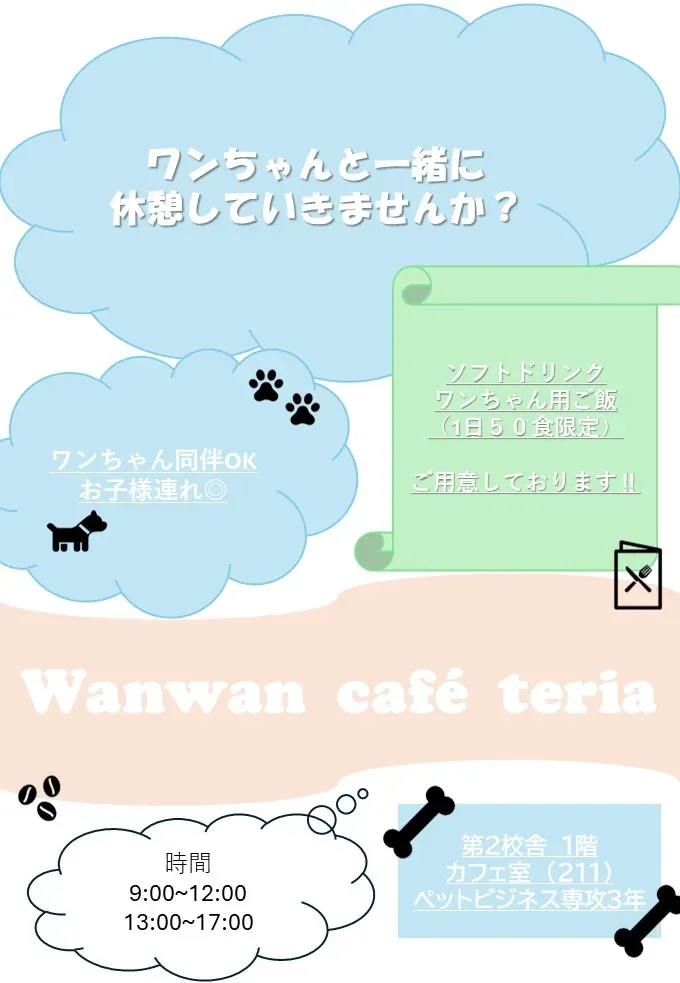 ワンちゃんと一緒に
休憩していきませんか？
ソフトドリンク
ワンちゃん用ご飯
（1日５０食限定）
ご用意しております!!
ワンちゃん同伴OK
お子様連れ◎
Wanwan café teria
時間
9:00~12:00
13:00~17:00
第2校舎 1階
カフェ室（211）
ペットビジネス専攻3年